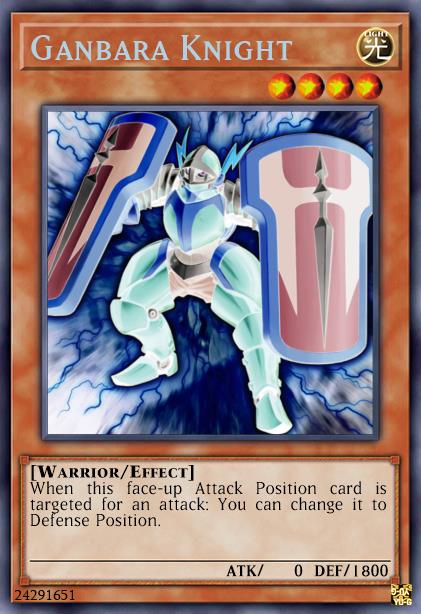 GANBARA KNIGHT
LIGHT
光
[WARRIOR/EFFECT]
When this face-up Attack Position card is
targeted for an attack: You can change it to
Defense Position.
ATK/ 0 DEF/1800
24291651